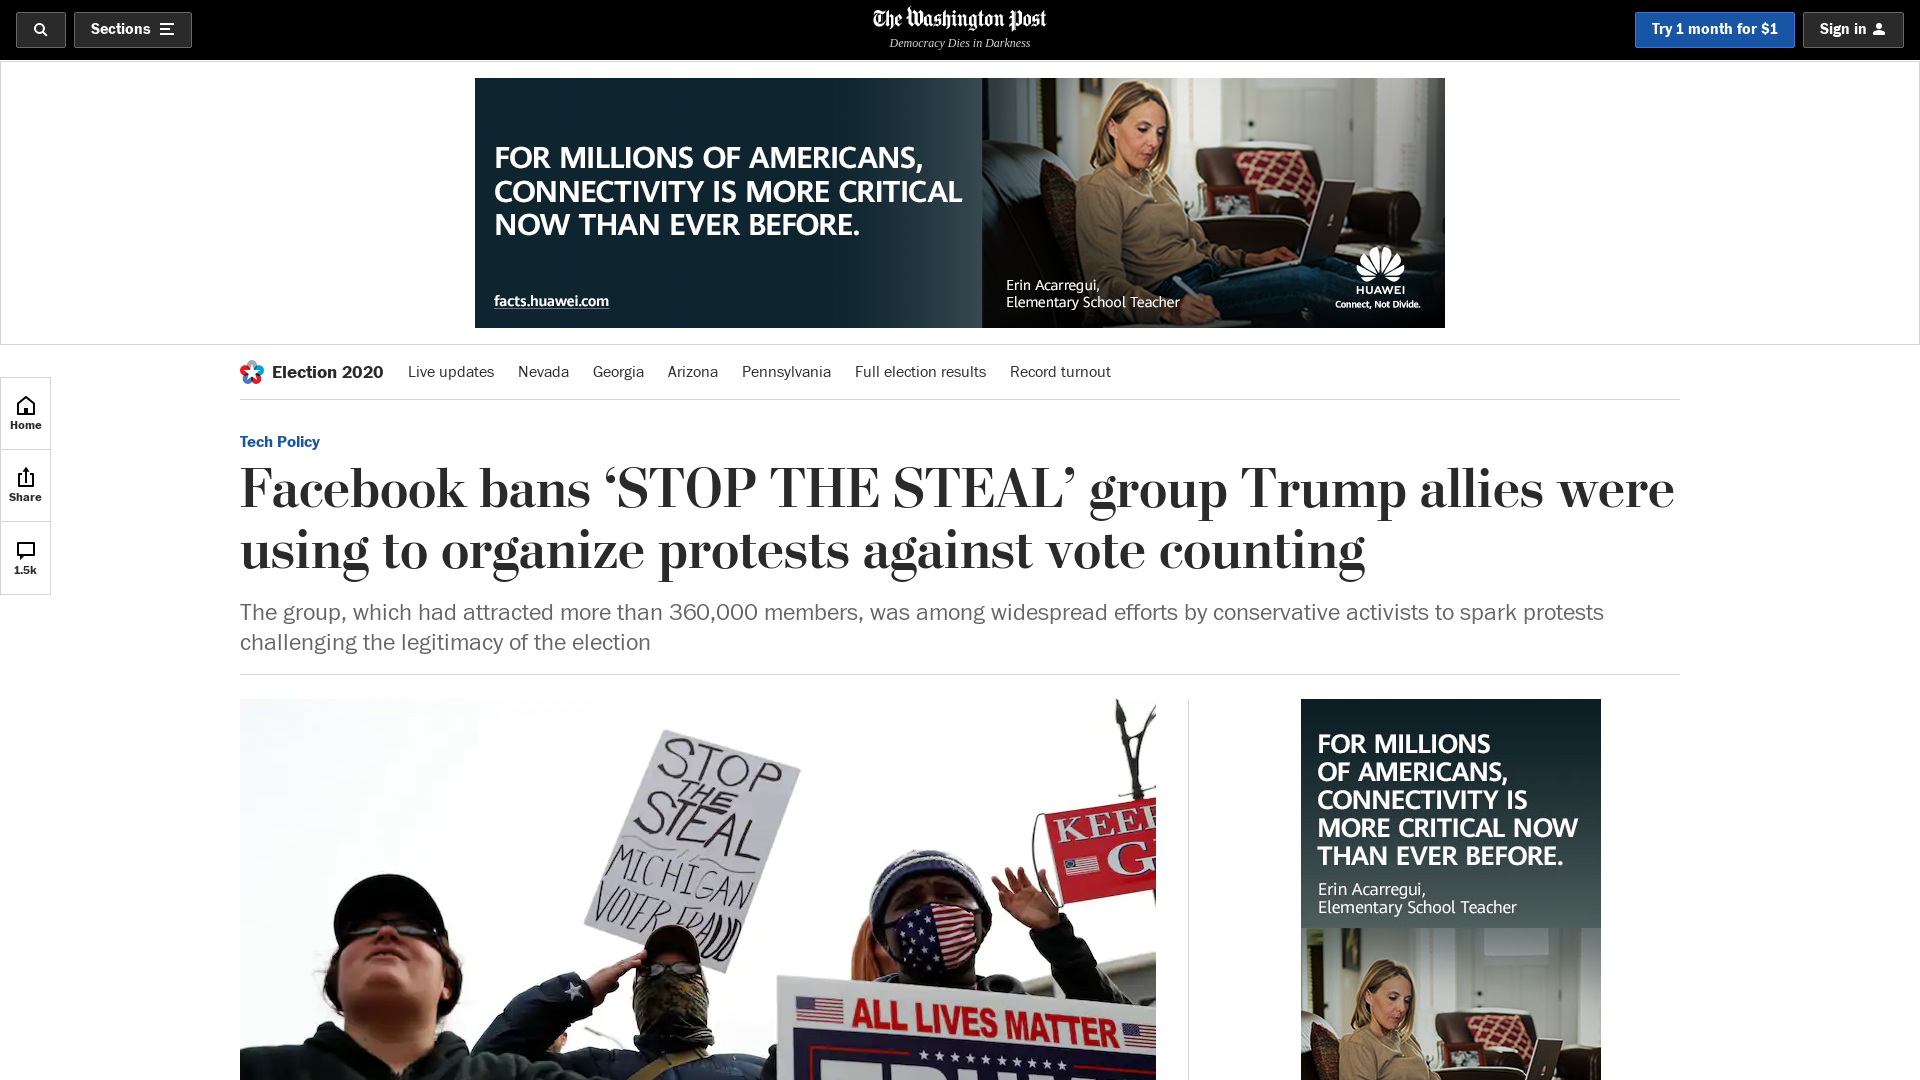 Sections
The Washington Post
Democracy Dies in Darkness
Try 1 month for $1
Sign in
FOR MILLIONS OF AMERICANS,
CONNECTIVITY IS MORE CRITICAL
NOW THAN EVER BEFORE.
facts.huawei.com
Erin Acarregui,
Elementary School Teacher
HUAWEI
Connect, Not Divide.
Election 2020
Live updates
Nevada
Georgia
Arizona
Pennsylvania
Full election results
Record turnout
Home
Share
1.5k
Tech Policy
Facebook bans ‘STOP THE STEAL’ group Trump allies were
using to organize protests against vote counting
The group, which had attracted more than 360,000 members, was among widespread efforts by conservative activists to spark protests
challenging the legitimacy of the election
STOP
THE
STEAL
MICHIGAN
VOTER FRAUD
KEEP
G
ALL LIVES MATTER
FOR MILLIONS
OF AMERICANS,
CONNECTIVITY IS
MORE CRITICAL NOW
THAN EVER BEFORE.
Erin Acarregui,
Elementary School Teacher